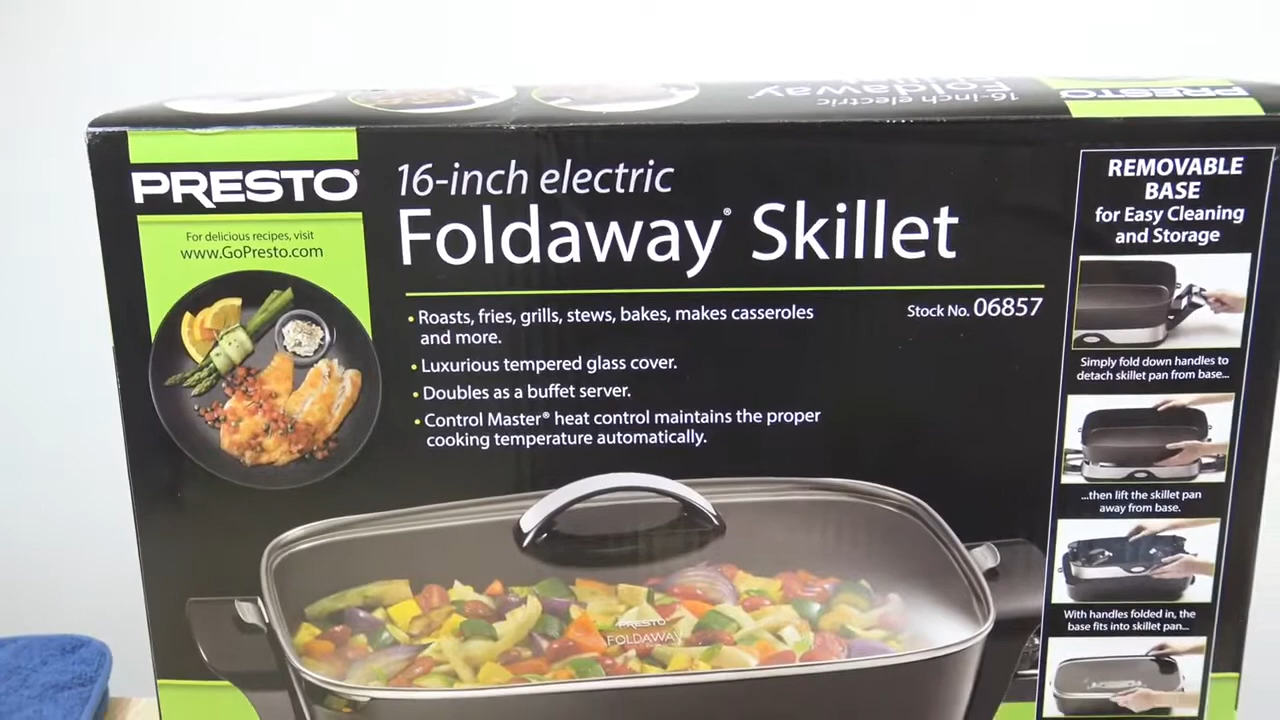 16-inch electric
Foldaway®
PRESTO
PRESTO®
For delicious recipes, visit
www.GoPresto.com
16-inch electric
Foldaway® Skillet
Stock No. 06857
• Roasts, fries, grills, stews, bakes, makes casseroles
and more.
• Luxurious tempered glass cover.
• Doubles as a buffet server.
• Control Master® heat control maintains the proper
cooking temperature automatically.
PRESTO
FOLDAWAY
REMOVABLE
BASE
for Easy Cleaning
and Storage
Simply fold down handles to
detach skillet pan from base...
...then lift the skillet pan
away from base.
With handles folded in, the
base fits into skillet pan...